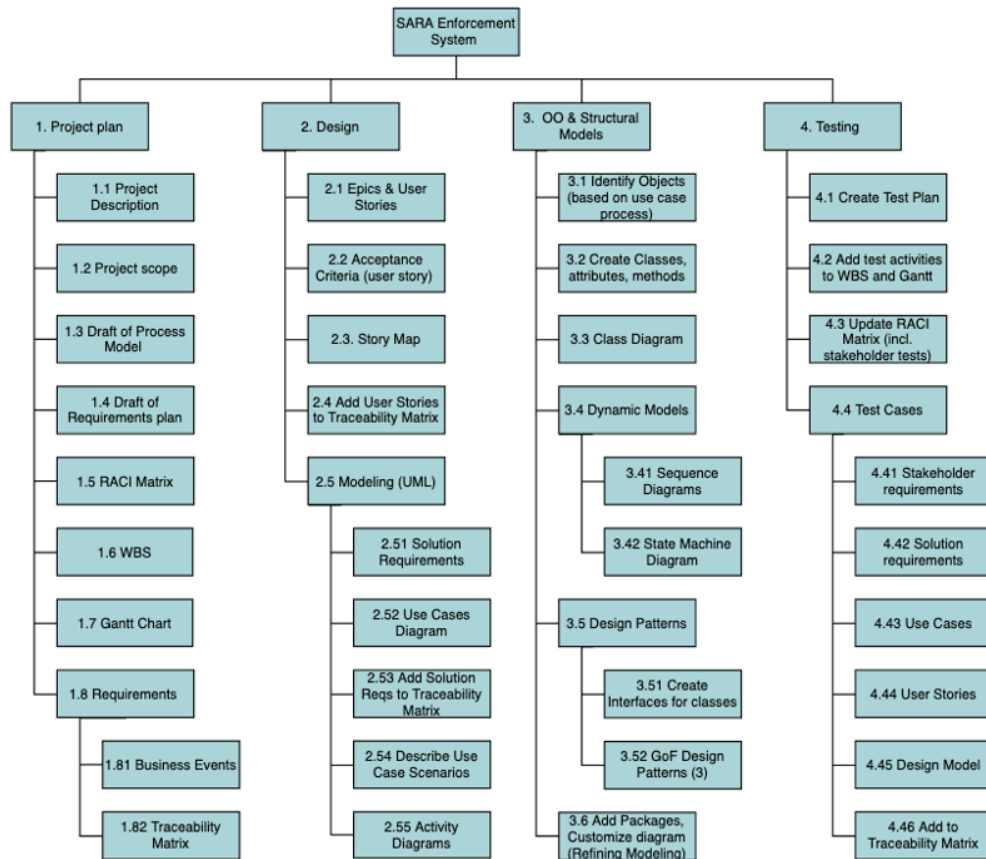 SARA Enforcement
System
1. Project plan
1.1 Project
Description
1.2 Project scope
1.3 Draft of Process
Model
1.4 Draft of
Requirements plan
1.5 RACI Matrix
1.6 WBS
1.7 Gantt Chart
1.8 Requirements
1.81 Business Events
1.82 Traceability
Matrix
2. Design
2.1 Epics & User
Stories
2.2 Acceptance
Criteria (user story)
2.3. Story Map
2.4 Add User Stories
to Traceability Matrix
2.5 Modeling (UML)
2.51 Solution
Requirements
2.52 Use Cases
Diagram
2.53 Add Solution
Reqs to Traceability
Matrix
2.54 Describe Use
Case Scenarios
2.55 Activity
Diagrams
3. OO & Structural
Models
3.1 Identify Objects
(based on use case
process)
3.2 Create Classes,
attributes, methods
3.3 Class Diagram
3.4 Dynamic Models
3.41 Sequence
Diagrams
3.42 State Machine
Diagram
3.5 Design Patterns
3.51 Create
Interfaces for classes
3.52 GoF Design
Patterns (3)
3.6 Add Packages,
Customize diagram
(Refining Modeling)
4. Testing
4.1 Create Test Plan
4.2 Add test activities
to WBS and Gantt
4.3 Update RACI
Matrix (incl.
stakeholder tests)
4.4 Test Cases
4.41 Stakeholder
requirements
4.42 Solution
requirements
4.43 Use Cases
4.44 User Stories
4.45 Design Model
4.46 Add to
Traceability Matrix